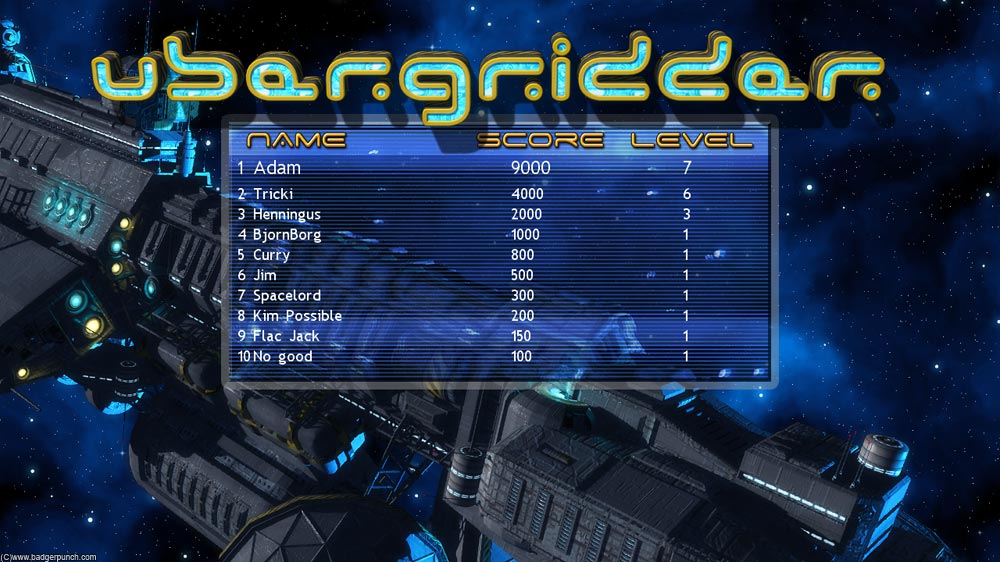 ubergridder
NAME SCORE LEVEL
1 Adam 9000 7
2 Tricki 4000 6
3 Henningus 2000 3
4 BjornBorg 1000 1
5 Curry 800 1
6 Jim 500 1
7 Spacelord 300 1
8 Kim Possible 200 1
9 Flac Jack 150 1
10 No good 100 1
(C)www.badgerpunch.com